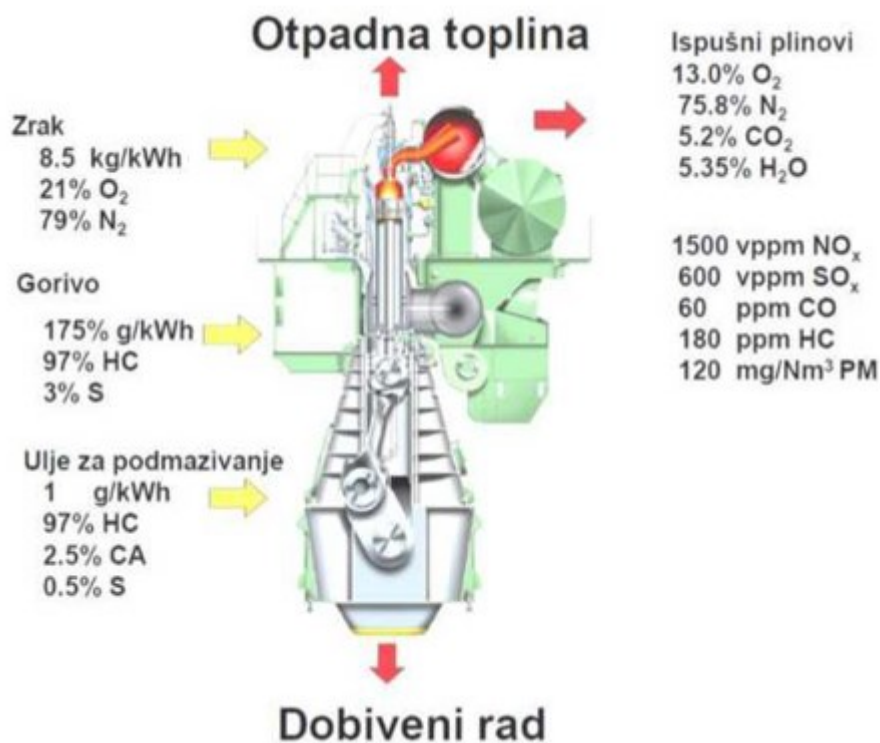 Otpadna toplina
Zrak
8.5 kg/kWh
21% O₂
79% N₂
Gorivo
175% g/kWh
97% HC
3% S
Ulje za podmazivanje
1 g/kWh
97% HC
2.5% CA
0.5% S
Ispušni plinovi
13.0% O₂
75.8% N₂
5.2% CO₂
5.35% H₂O
1500 vppm NOₓ
600 vppm SOₓ
60 ppm CO
180 ppm HC
120 mg/Nm³ PM
Dobiveni rad